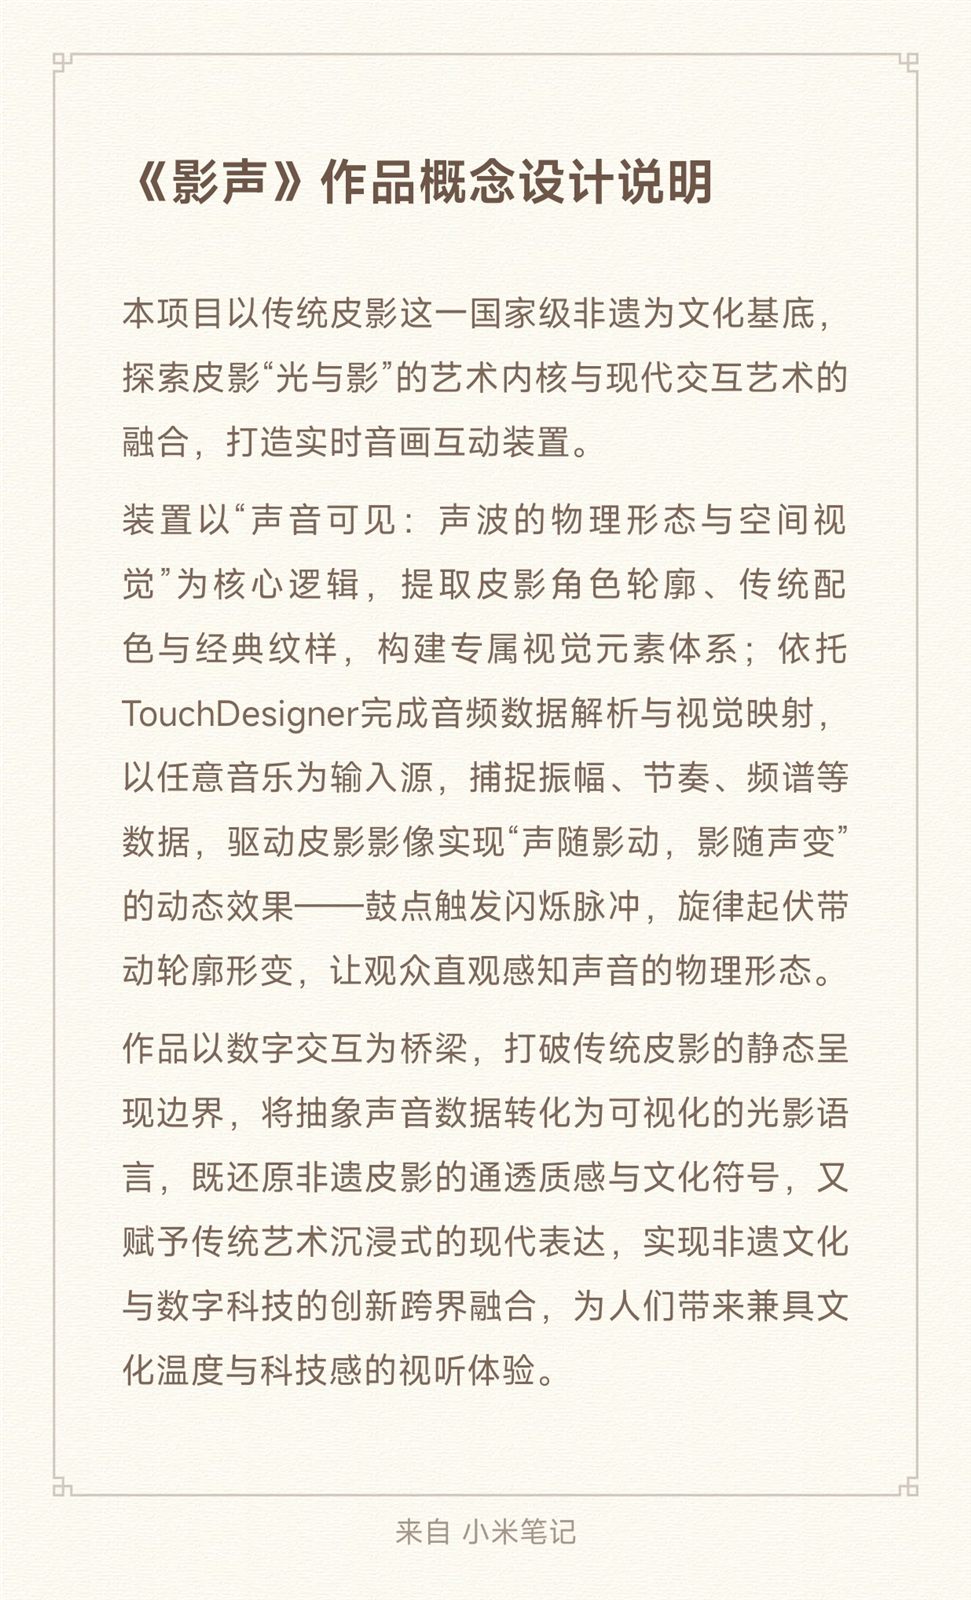 《影声》作品概念设计说明
本项目以传统皮影这一国家级非遗为文化基底，
探索皮影“光与影”的艺术内核与现代交互艺术的
融合，打造实时音画互动装置。
装置以“声音可见：声波的物理形态与空间视
觉”为核心逻辑，提取皮影角色轮廓、传统配
色与经典纹样，构建专属视觉元素体系；依托
TouchDesigner完成音频数据解析与视觉映射，
以任意音乐为输入源，捕捉振幅、节奏、频谱等
数据，驱动皮影影像实现“声随影动，影随声变”
的动态效果——鼓点触发闪烁脉冲，旋律起伏带
动轮廓形变，让观众直观感知声音的物理形态。
作品以数字交互为桥梁，打破传统皮影的静态呈
现边界，将抽象声音数据转化为可视化的光影语
言，既还原非遗皮影的通透质感与文化符号，又
赋予传统艺术沉浸式的现代表达，实现非遗文化
与数字科技的创新跨界融合，为人们带来兼具文
化温度与科技感的视听体验。
来自 小米笔记